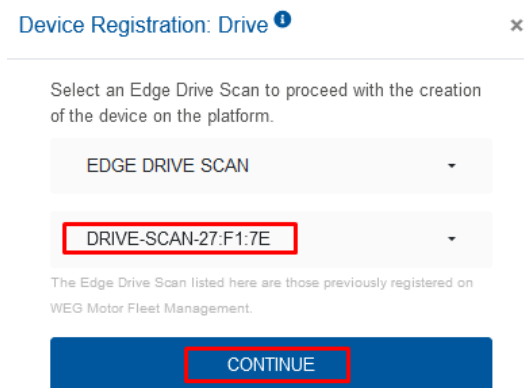 Device Registration: Drive
Select an Edge Drive Scan to proceed with the creation
of the device on the platform.
EDGE DRIVE SCAN
DRIVE-SCAN-27:F1:7E
The Edge Drive Scan listed here are those previously registered on
WEG Motor Fleet Management.
CONTINUE